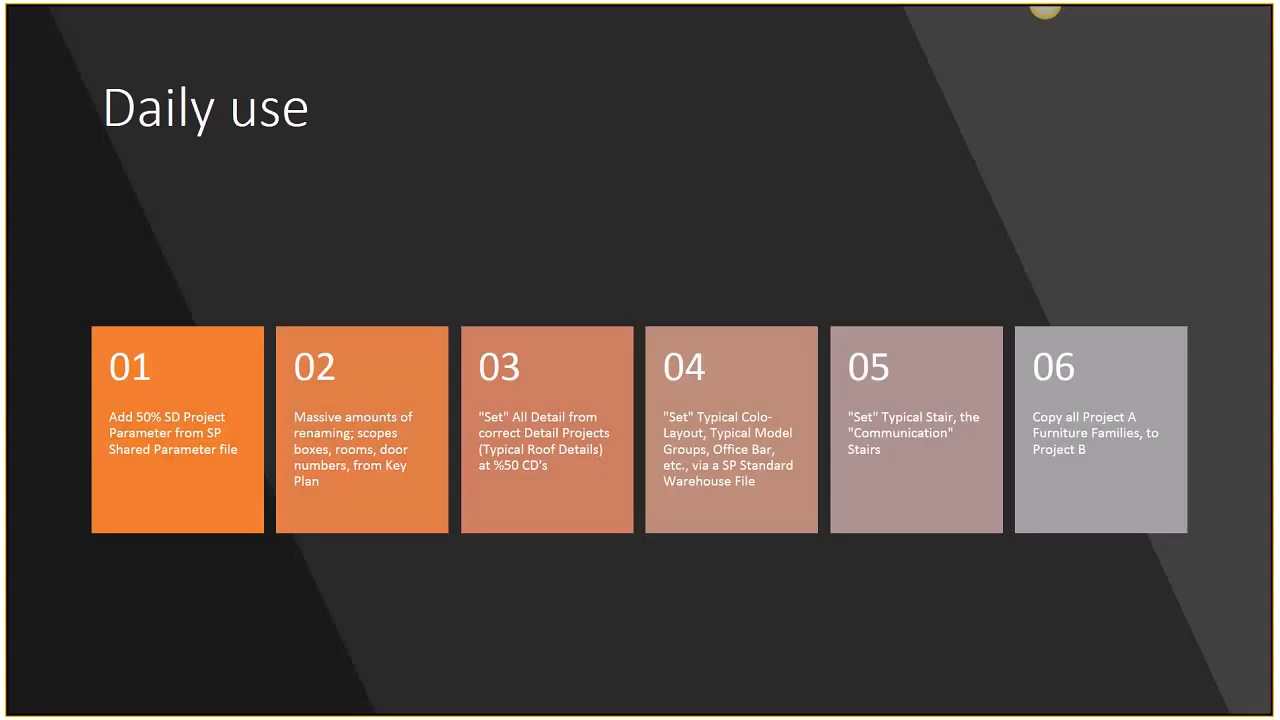 Daily use
01
Add 50% SD Project
Parameter from SP
Shared Parameter file
02
Massive amounts of
renaming; scopes
boxes, rooms, door
numbers, from Key
Plan
03
"Set" All Detail from
correct Detail Projects
(Typical Roof Details)
at %50 CD's
04
"Set" Typical Colo-
Layout, Typical Model
Groups, Office Bar,
etc., via a SP Standard
Warehouse File
05
"Set" Typical Stair, the
"Communication"
Stairs
06
Copy all Project A
Furniture Families, to
Project B